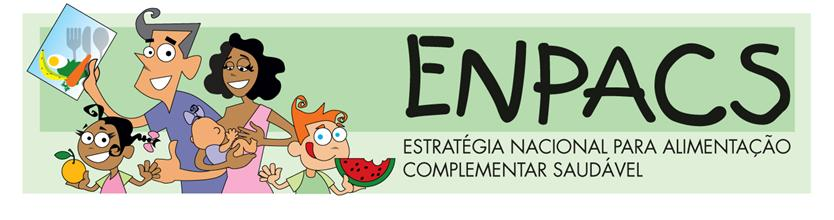 ENPACS
ESTRATÉGIA NACIONAL PARA ALIMENTAÇÃO
COMPLEMENTAR SAUDÁVEL